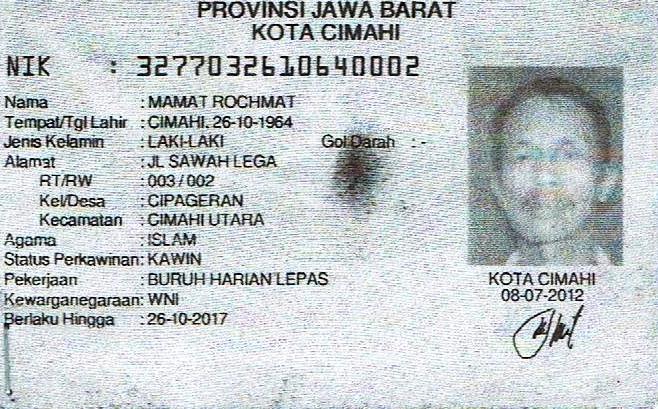 PROVINSI JAWA BARAT
KOTA CIMAHI
NIK : 3277032610640002
Nama : MAMAT ROCHMAT
Tempat/Tgl Lahir : CIMAHI, 26-10-1964
Jenis Kelamin : LAKI-LAKI Gol Darah : -
Alamat : JL SAWAH LEGA
RT/RW : 003 / 002
Kel/Desa : CIPAGERAN
Kecamatan : CIMAHI UTARA
Agama : ISLAM
Status Perkawinan: KAWIN
Pekerjaan : BURUH HARIAN LEPAS
Kewarganegaraan: WNI
Berlaku Hingga : 26-10-2017
KOTA CIMAHI
08-07-2012